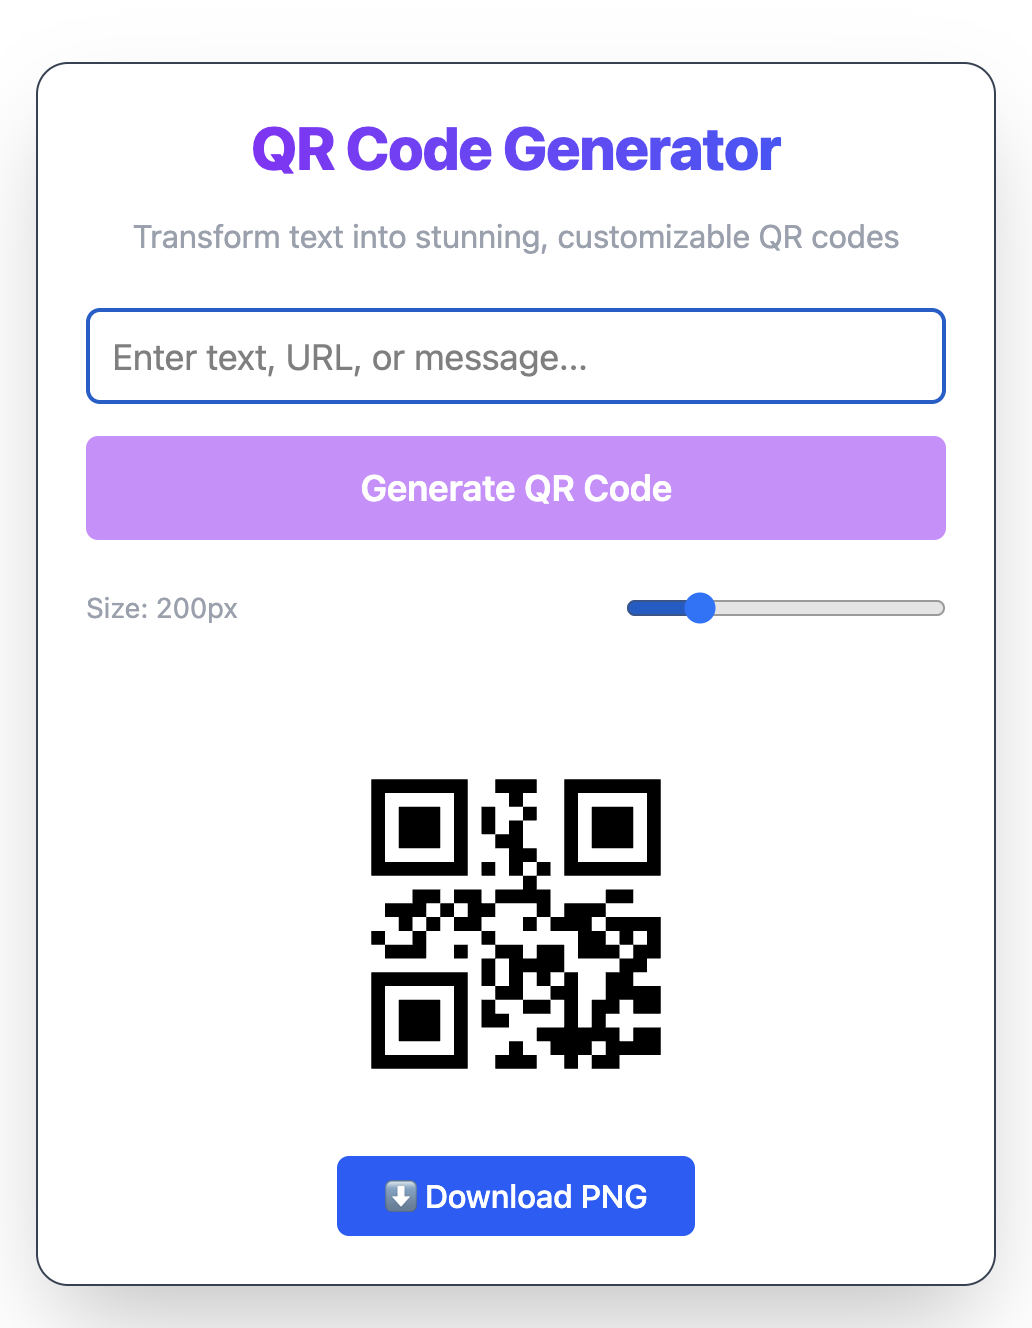 QR Code Generator
Transform text into stunning, customizable QR codes
Enter text, URL, or message...
Generate QR Code
Size: 200px
⬇️ Download PNG